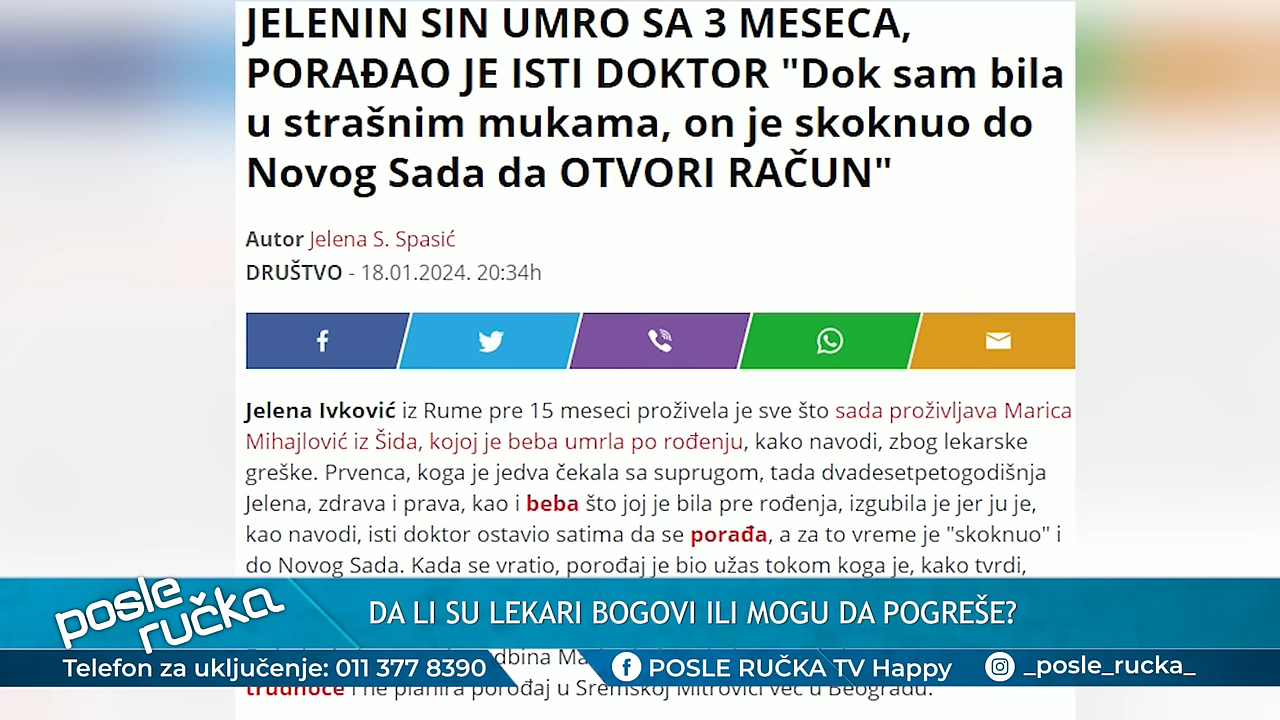 JELENIN SIN UMRO SA 3 MESECA,
PORAĐAO JE ISTI DOKTOR "Dok sam bila
u strašnim mukama, on je skoknuo do
Novog Sada da OTVORI RAČUN"
Autor Jelena S. Spasić
DRUŠTVO - 18.01.2024. 20:34h
Jelena Ivković iz Rume pre 15 meseci proživela je sve što sada proživljava Marica
Mihajlović iz Šida, kojoj je beba umrla po rođenju, kako navodi, zbog lekarske
greške. Prvenca, koga je jedva čekala sa suprugom, tada dvadesetpetogodišnja
Jelena, zdrava i prava, kao i beba što joj je bila pre rođenja, izgubila je jer ju je,
kao navodi, isti doktor ostavio satima da se porađa, a za to vreme je "skoknuo" i
do Novog Sada. Kada se vratio, porođaj je bio užas tokom koga je, kako tvrdi,
posle
ručka
DA LI SU LEKARI BOGOVI ILI MOGU DA POGREŠE?
Telefon za uključenje: 011 377 8390
POSLE RUČKA TV Happy
_posle_rucka_
trudnoće i ne planira porođaj u Sremskoj Mitrovici već u Beogradu.